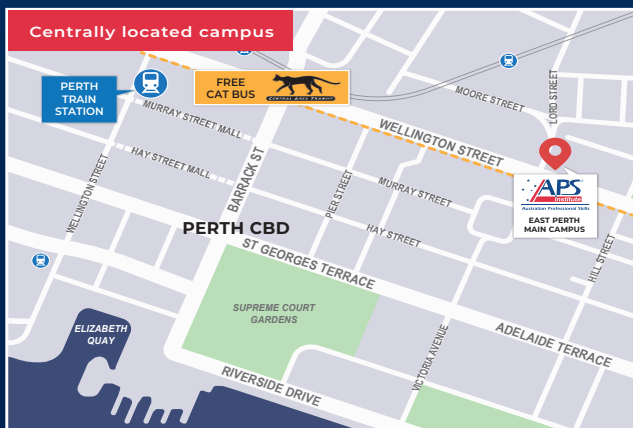 Centrally located campus
PERTH
TRAIN
STATION
FREE
CAT BUS
CENTRAL AREA TRANSIT
MOORE STREET
LORD STREET
WELLINGTON STREET
MURRAY STREET MALL
HAY STREET MALL
WELLINGTON STREET
BARRACK ST
PIER STREET
MURRAY STREET
HAY STREET
APS
Institute
Australian Professional Skills
EAST PERTH
MAIN CAMPUS
HILL STREET
PERTH CBD
ST GEORGES TERRACE
SUPREME COURT
GARDENS
ELIZABETH
QUAY
VICTORIA AVENUE
ADELAIDE TERRACE
RIVERSIDE DRIVE